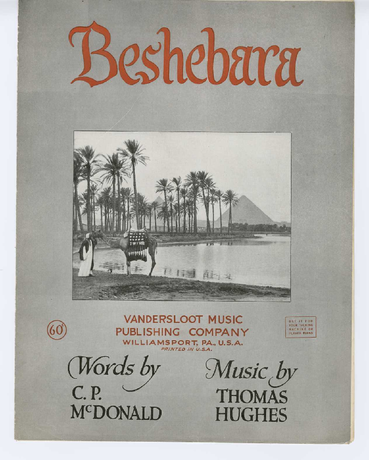 Beshebara
60
VANDERSLOOT MUSIC
PUBLISHING COMPANY
WILLIAMSPORT, PA., U.S.A.
PRINTED IN U.S.A.
Words by
C. P.
McDONALD
Music by
THOMAS
HUGHES